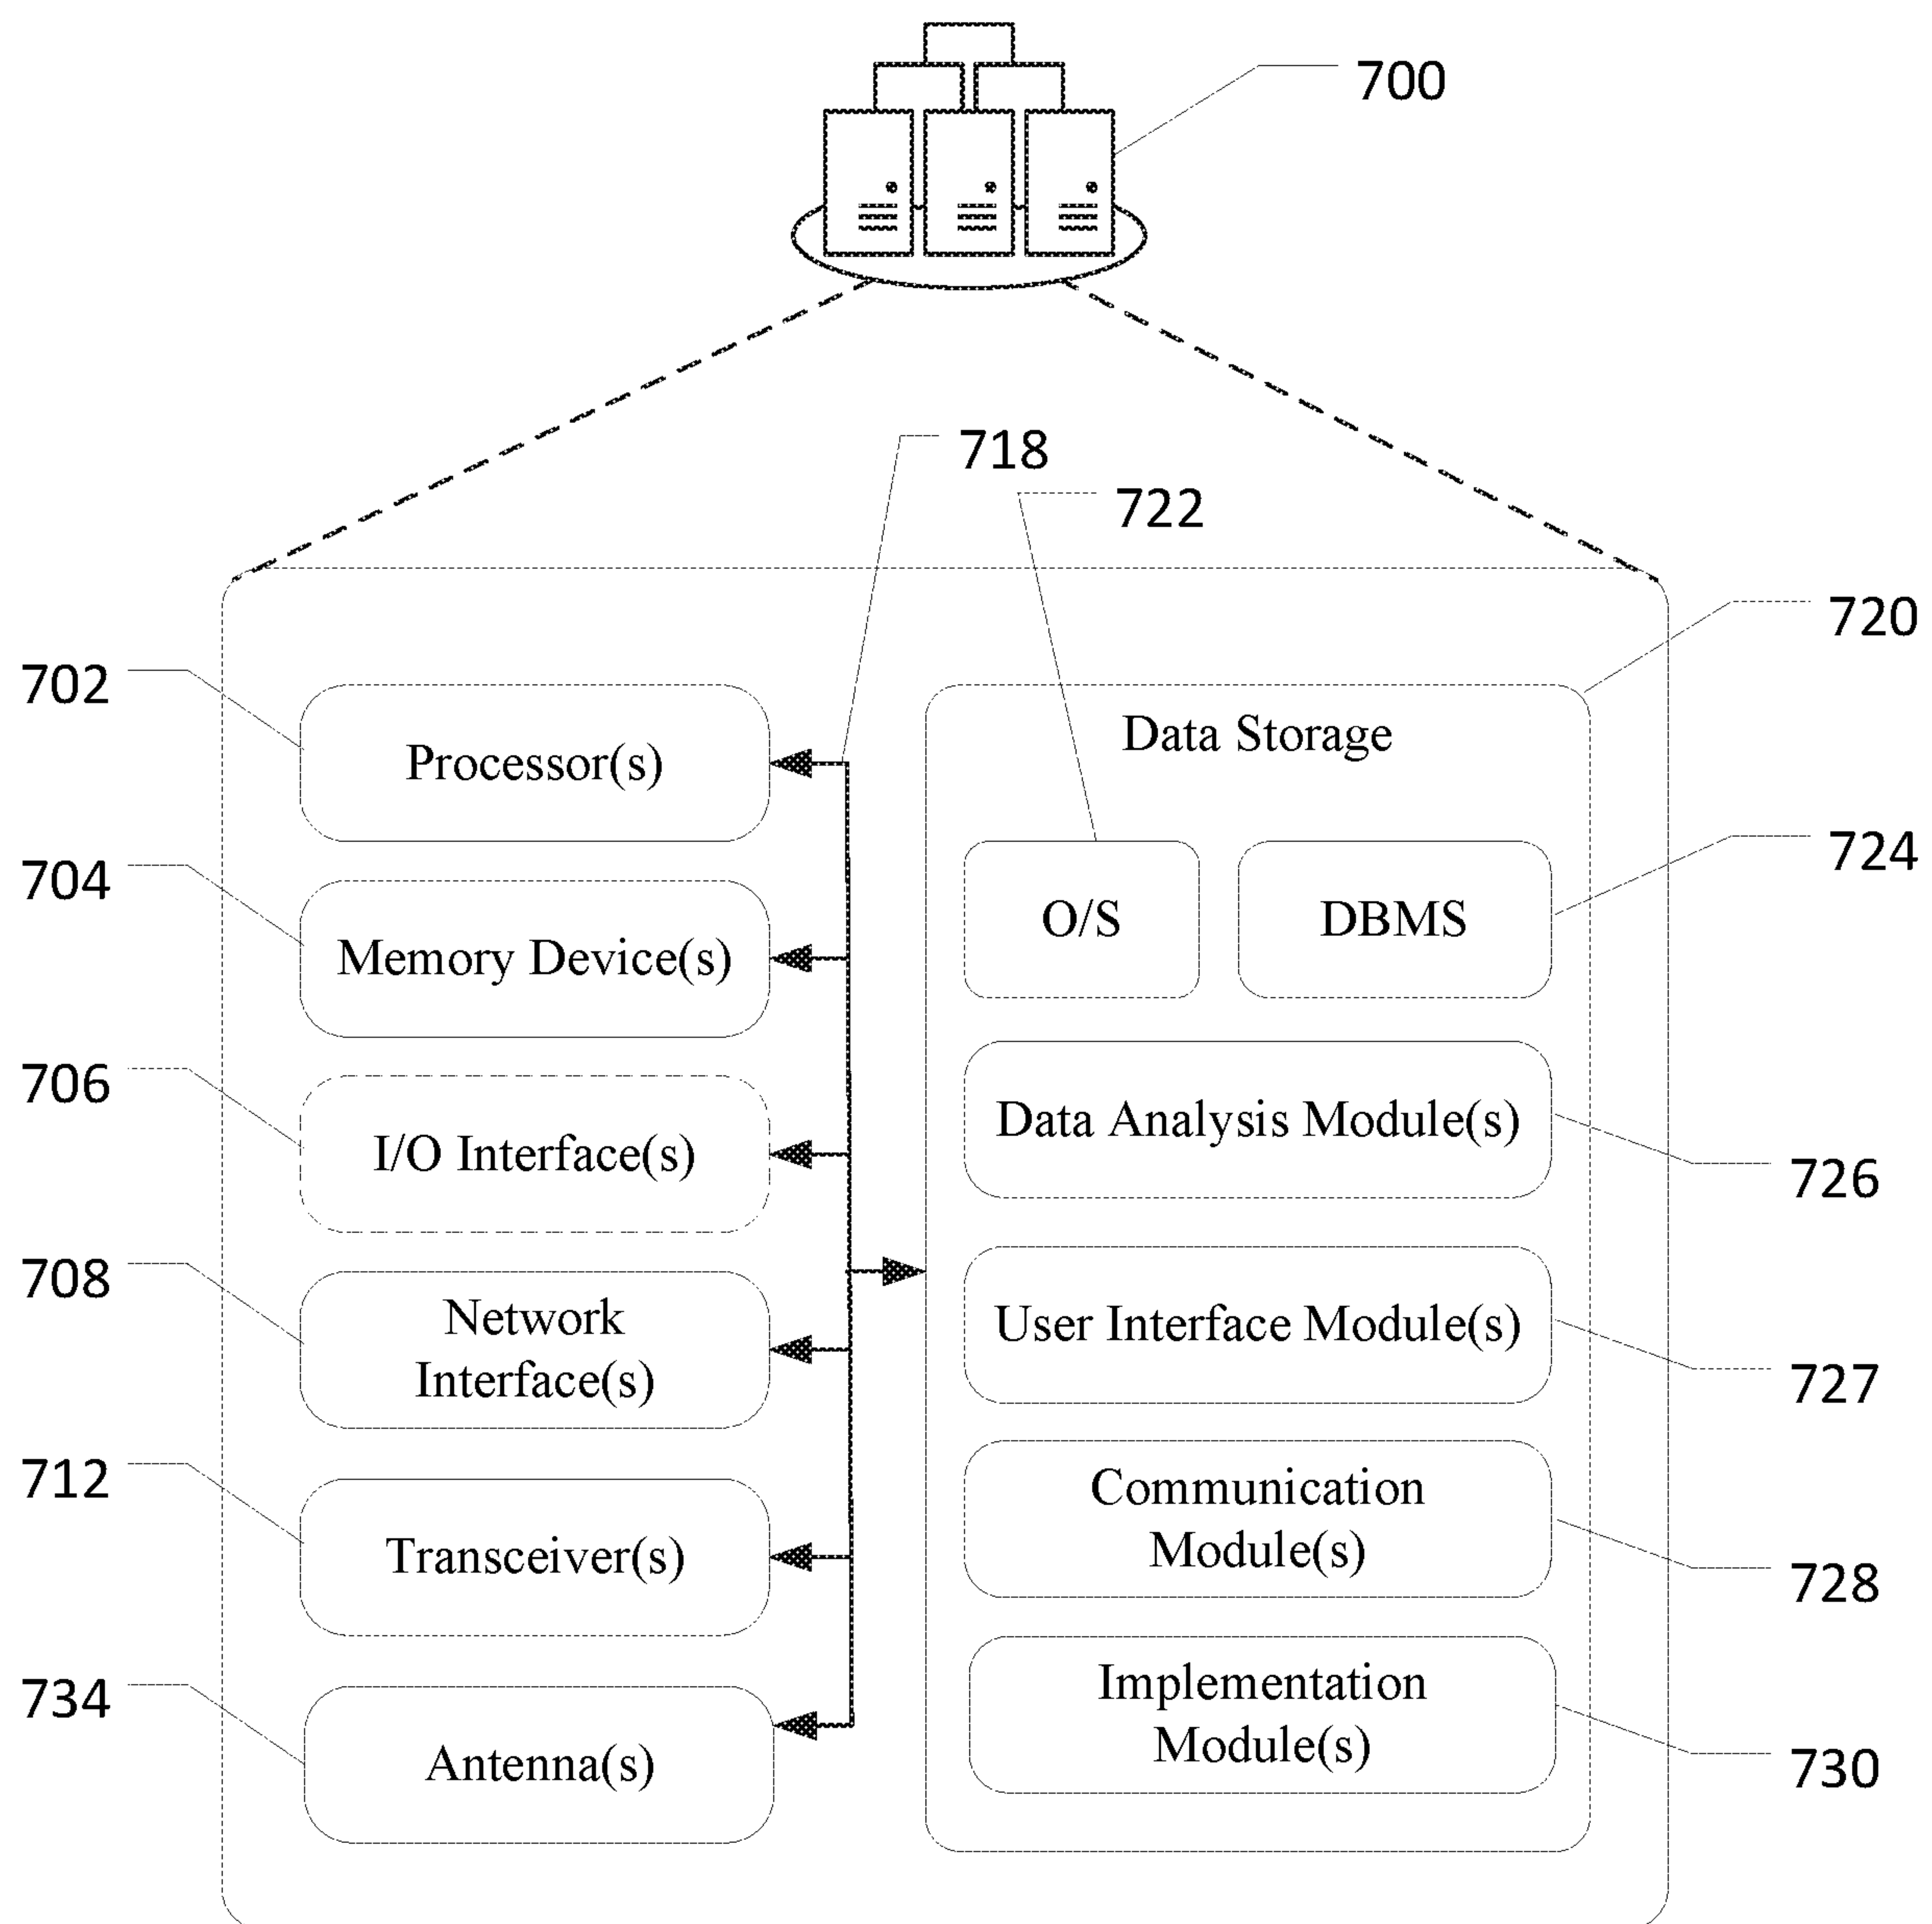 700
718
722
720
702
Processor(s)
Data Storage
704
Memory Device(s)
O/S
DBMS
724
706
I/O Interface(s)
Data Analysis Module(s)
726
708
Network
Interface(s)
User Interface Module(s)
727
712
Transceiver(s)
Communication
Module(s)
728
734
Antenna(s)
Implementation
Module(s)
730